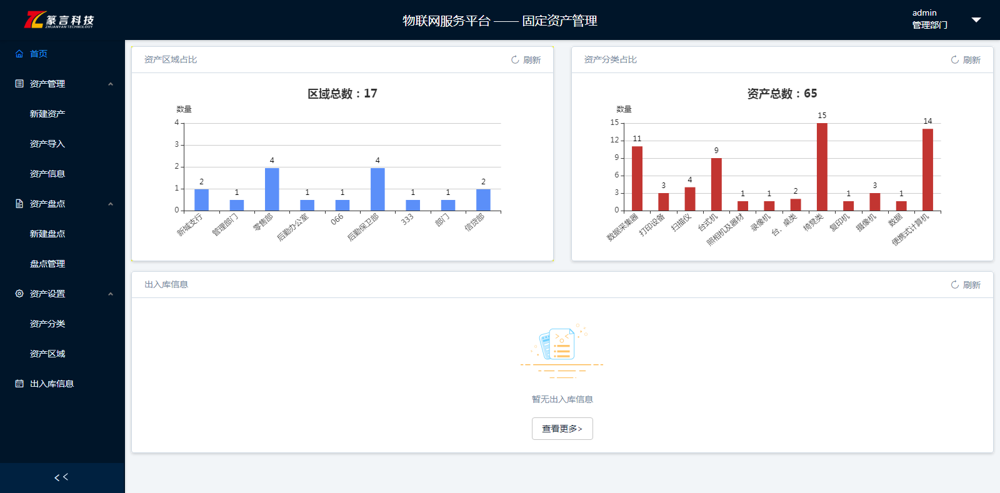 篆言科技
ZHUANYAN TECHNOLOGY
物联网服务平台 —— 固定资产管理
admin
管理部门
首页
资产管理
新建资产
资产导入
资产信息
资产盘点
新建盘点
盘点管理
资产设置
资产分类
资产区域
出入库信息
<<
资产区域占比
刷新
区域总数：17
数量
4
3
2
1
0
2
1
4
1
1
4
1
1
2
新城支行
管理部门
零售部
后勤办公室
066
后勤保卫部
333
部门
信贷部
资产分类占比
刷新
资产总数：65
数量
15
12
9
6
3
0
11
3
4
9
1
1
2
15
1
3
1
14
数据采集器
打印设备
扫描仪
台式机
照相机及器材
录像机
台、桌类
椅凳类
复印机
摄像机
数据
便携式计算机
出入库信息
刷新
暂无出入库信息
查看更多>